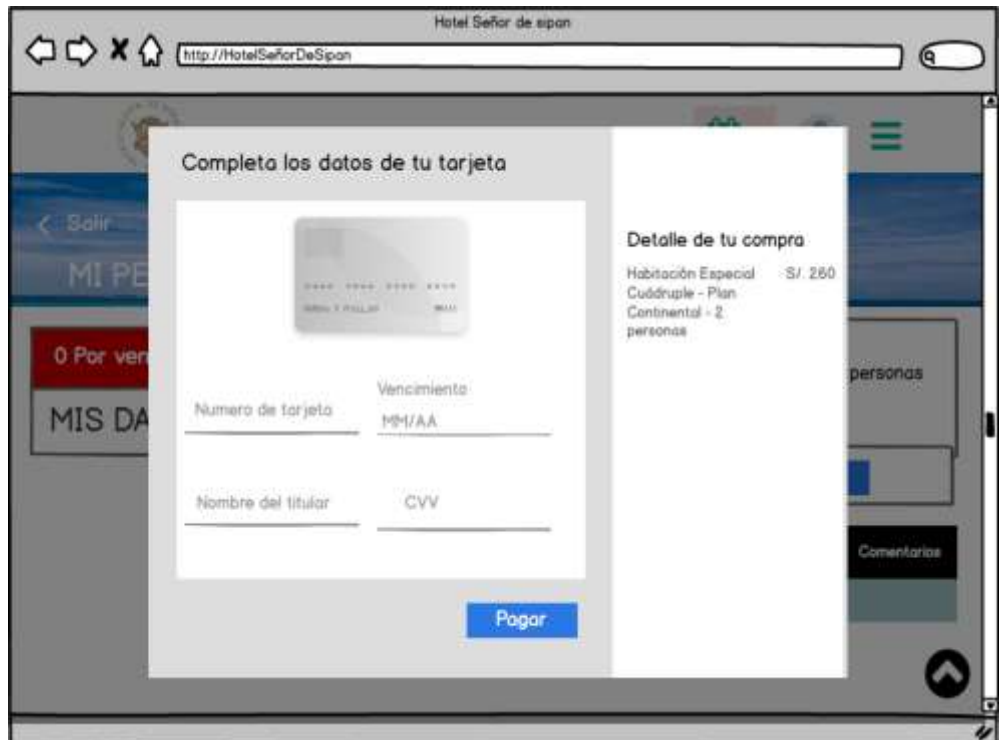 Hotel Señor de sipan
http://HotelSeñorDeSipan
Salir
MI PE
0 Por ven
MIS DA
Completa los datos de tu tarjeta
Numero de tarjeta
Vencimiento
MM/AA
Nombre del titular
CVV
Pagar
Detalle de tu compra
Habitación Especial S/. 260
Cuádruple - Plan
Continental - 2
personas
personas
Comentarios